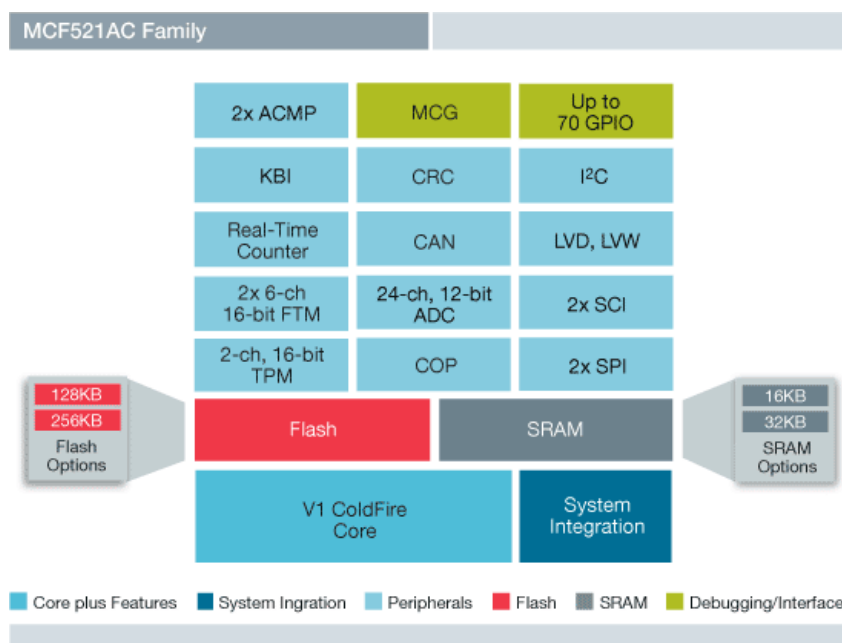 MCF521AC Family
2x ACMP
MCG
Up to
70 GPIO
KBI
CRC
I²C
Real-Time
Counter
CAN
LVD, LVW
2x 6-ch
16-bit FTM
24-ch, 12-bit
ADC
2x SCI
2-ch, 16-bit
TPM
COP
2x SPI
128KB
256KB
Flash
Options
Flash
SRAM
16KB
32KB
SRAM
Options
V1 ColdFire
Core
System
Integration
Core plus Features
System Ingration
Peripherals
Flash
SRAM
Debugging/Interface